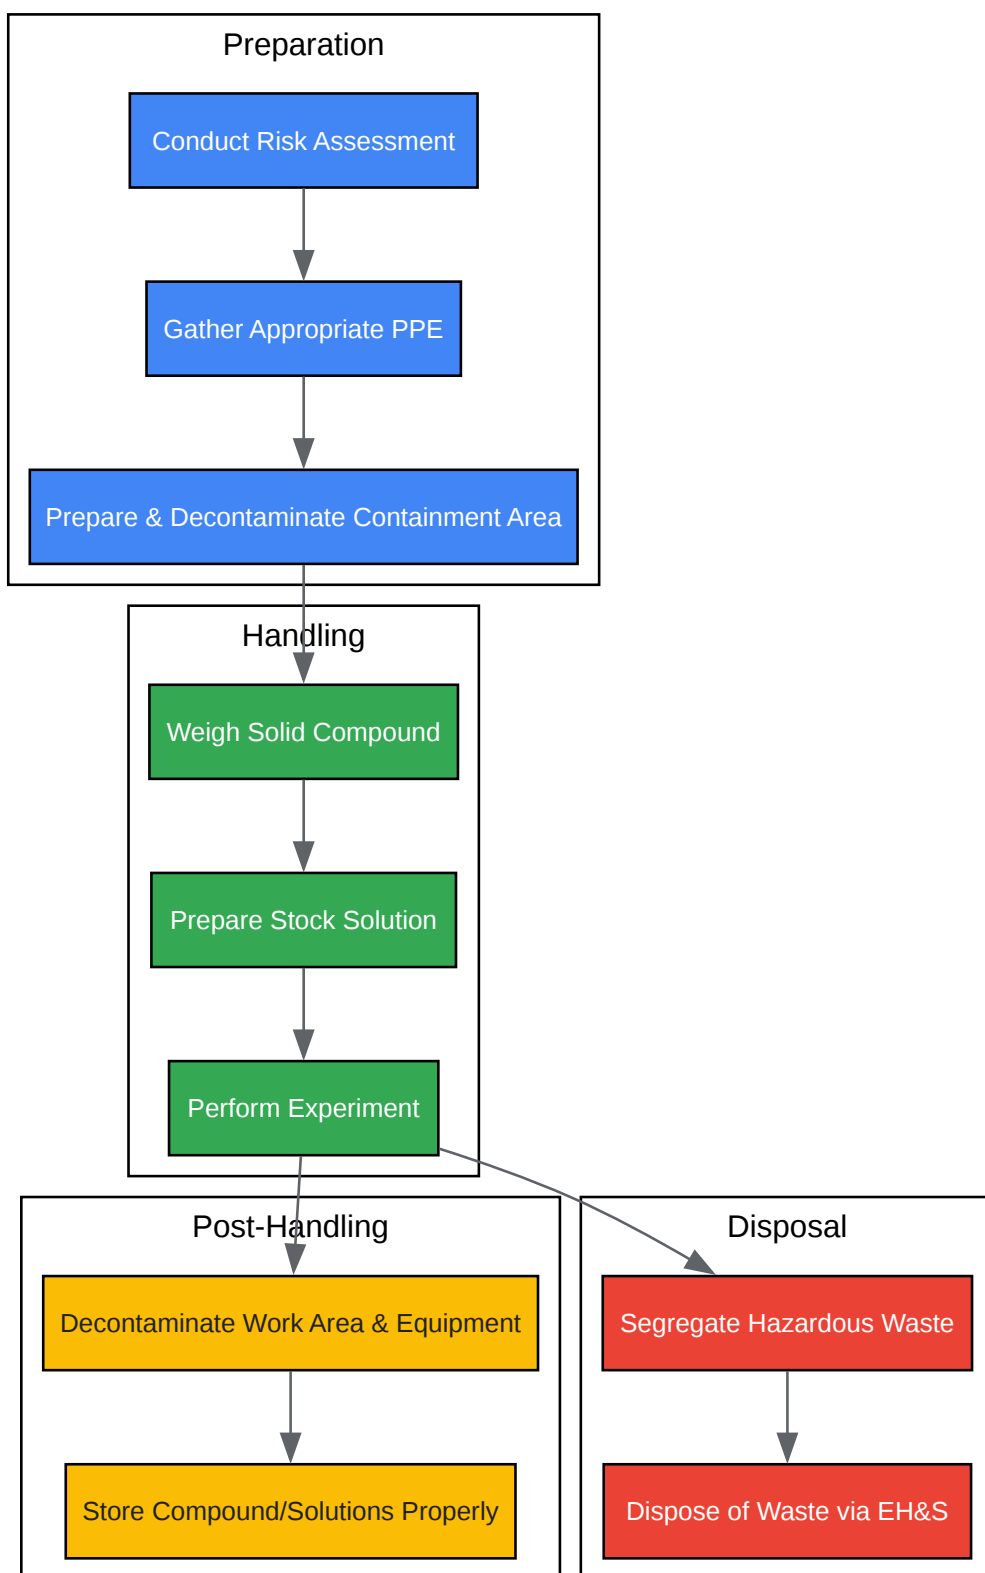 Preparation
Conduct Risk Assessment
Gather Appropriate PPE
Prepare & Decontaminate Containment Area
Handling
Weigh Solid Compound
Prepare Stock Solution
Perform Experiment
Post-Handling
Decontaminate Work Area & Equipment
Store Compound/Solutions Properly
Disposal
Segregate Hazardous Waste
Dispose of Waste via EH&S